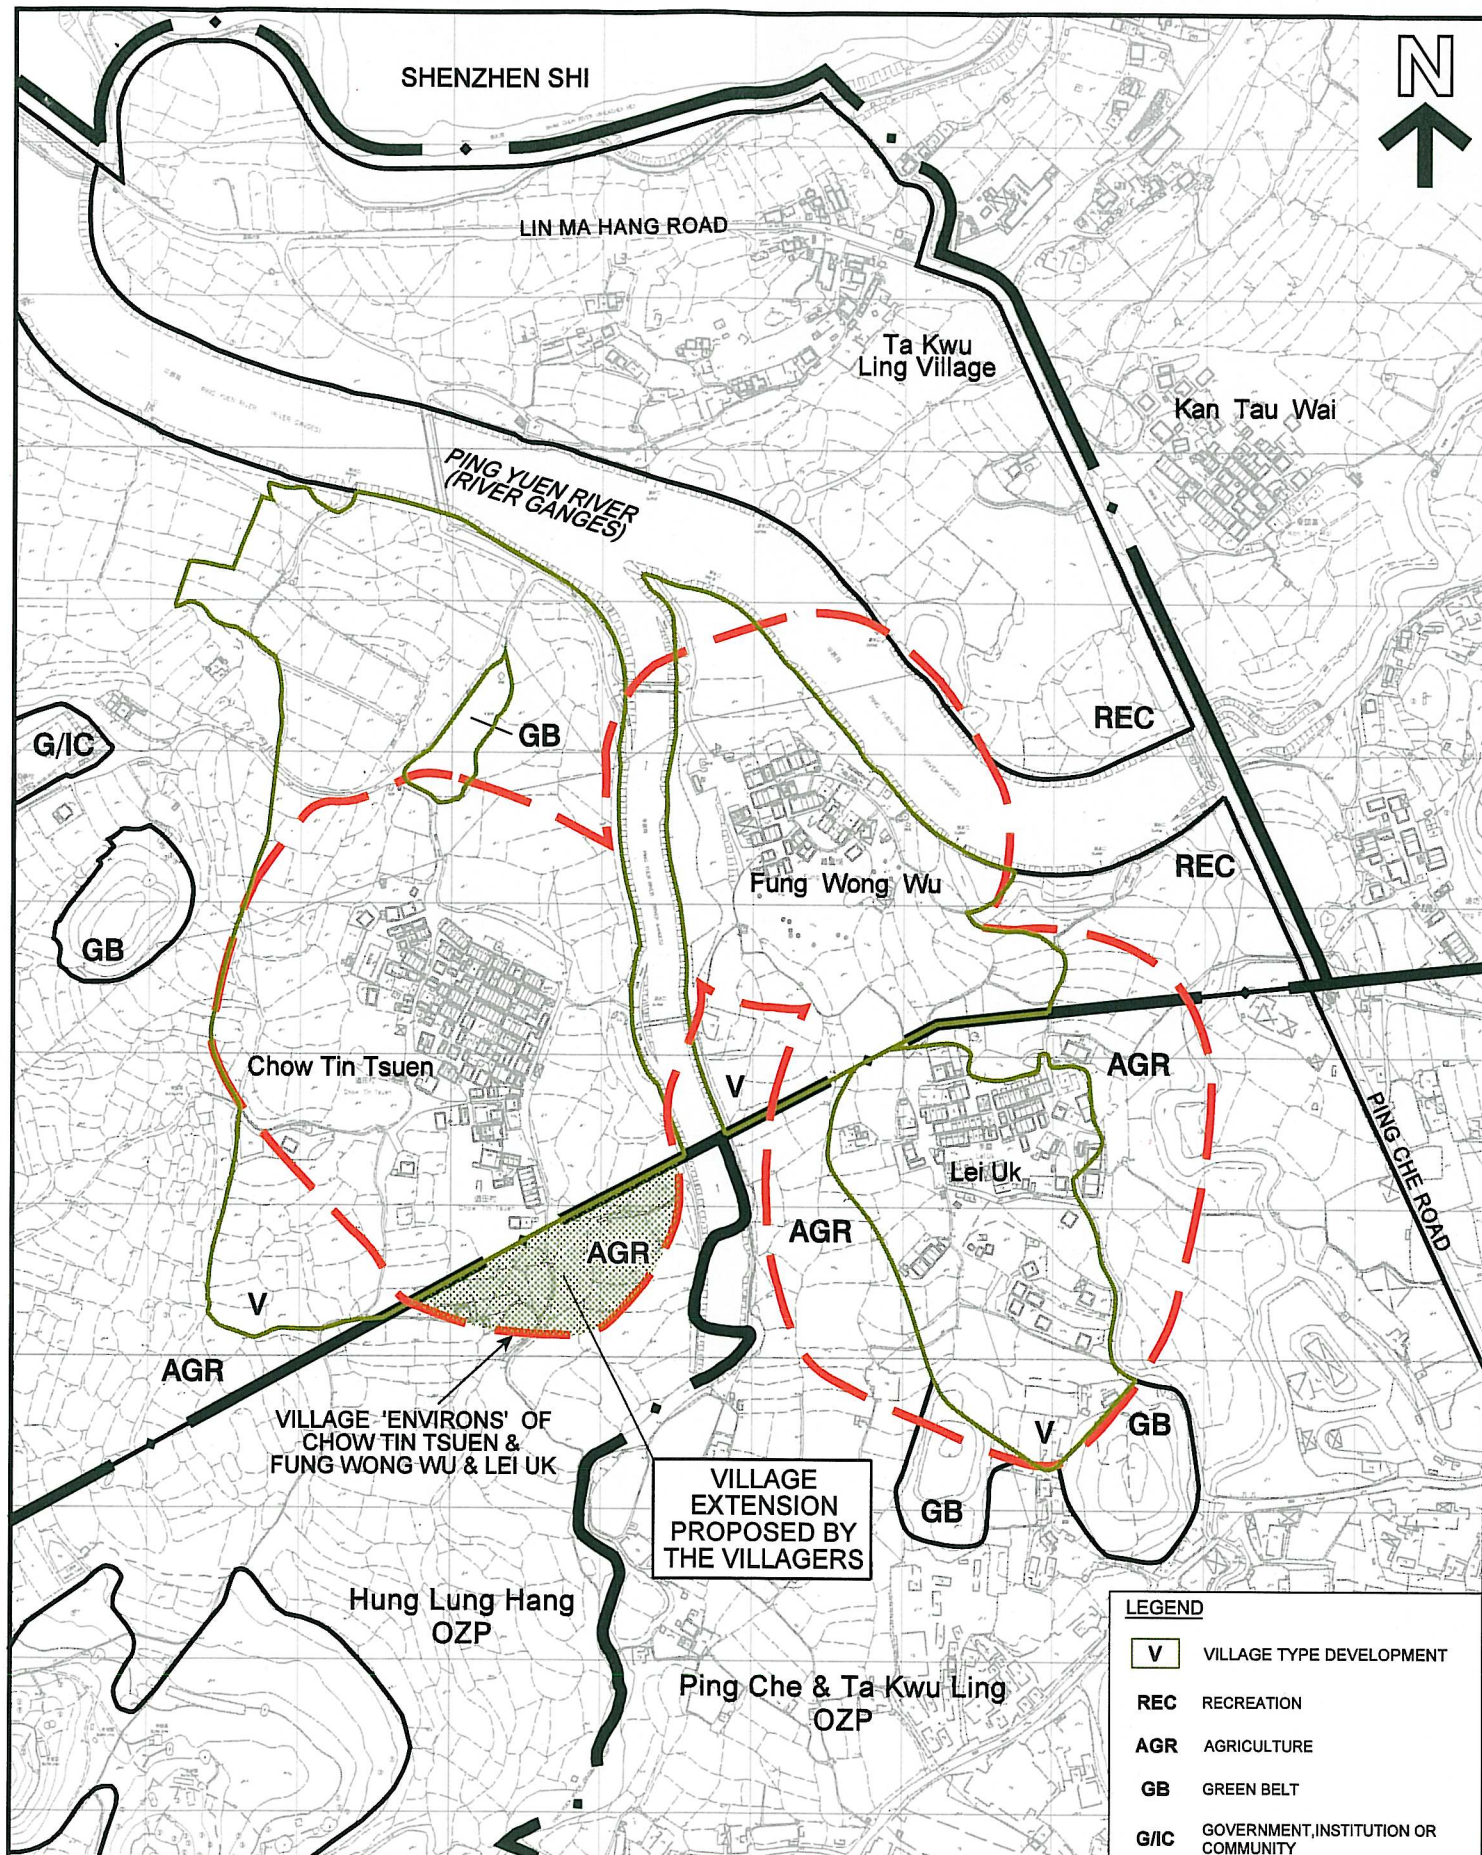 N
SHENZHEN SHI
LIN MA HANG ROAD
Ta Kwu
Ling Village
Kan Tau Wai
PING YUEN RIVER
(RIVER GANGES)
REC
GB
G/IC
REC
Fung Wong Wu
GB
Chow Tin Tsuen
AGR
V
PING CHE ROAD
Lei Uk
AGR
AGR
V
AGR
VILLAGE 'ENVIRONS' OF
CHOW TIN TSUEN &
FUNG WONG WU & LEI UK
V
GB
GB
VILLAGE
EXTENSION
PROPOSED BY
THE VILLAGERS
Hung Lung Hang
OZP
Ping Che & Ta Kwu Ling
OZP
LEGEND
V VILLAGE TYPE DEVELOPMENT
REC RECREATION
AGR AGRICULTURE
GB GREEN BELT
G/IC GOVERNMENT,INSTITUTION OR
COMMUNITY